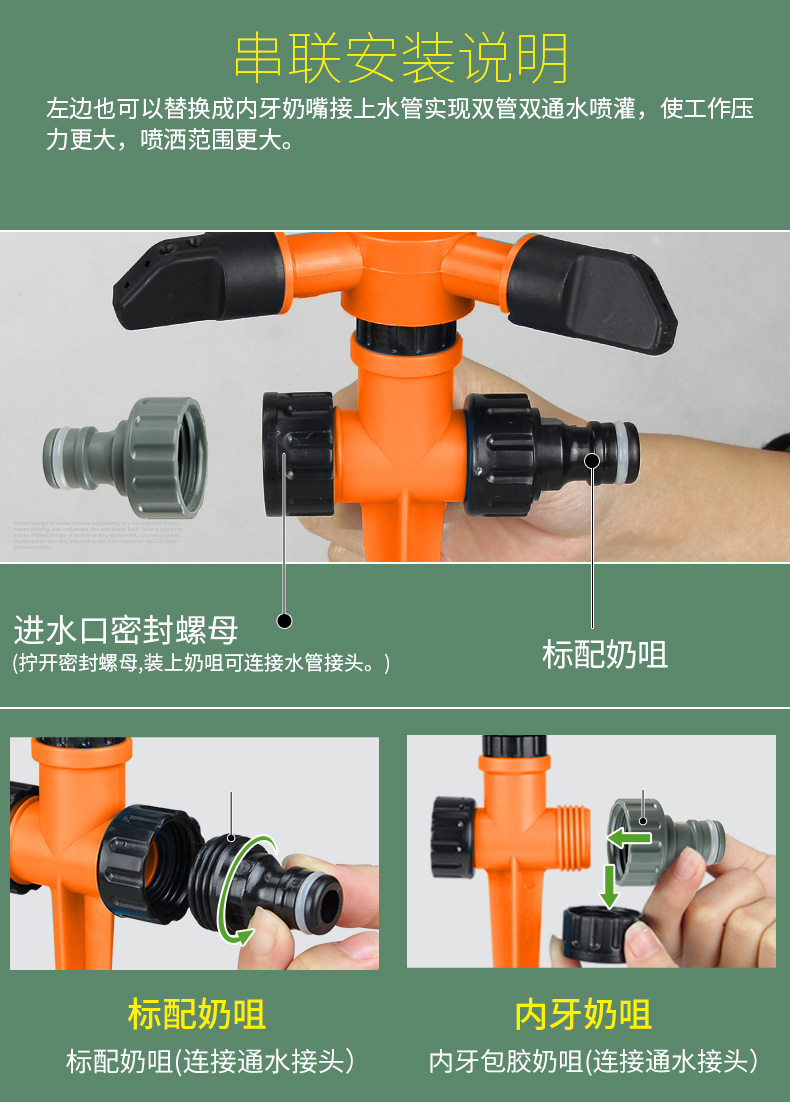 串联安装说明
左边也可以替换成内牙奶嘴接上水管实现双管双通水喷灌，使工作压
力更大，喷洒范围更大。
进水口密封螺母
(拧开密封螺母,装上奶咀可连接水管接头。)
标配奶咀
标配奶咀
标配奶咀(连接通水接头）
内牙奶咀
内牙包胶奶咀(连接通水接头）